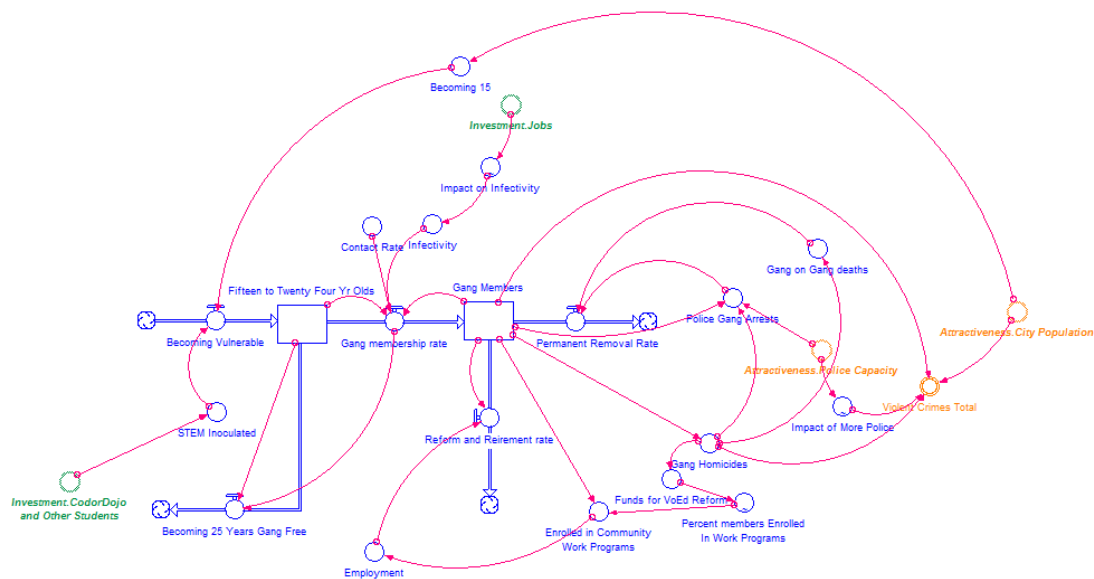 Becoming 15
Investment.Jobs
Impact on Infectivity
Contact Rate
Infectivity
Gang on Gang deaths
Fifteen to Twenty Four Yr Olds
Gang Members
Police Gang Arrests
Attractiveness.City Population
Becoming Vulnerable
Gang membership rate
Permanent Removal Rate
Attractiveness.Police Capacity
Violent Crimes Total
Impact of More Police
STEM Inoculated
Reform and Reirement rate
Gang Homicides
Investment.CodorDojo
and Other Students
Funds for VoEd Reform
Becoming 25 Years Gang Free
Enrolled in Community
Work Programs
Percent members Enrolled
In Work Programs
Employment